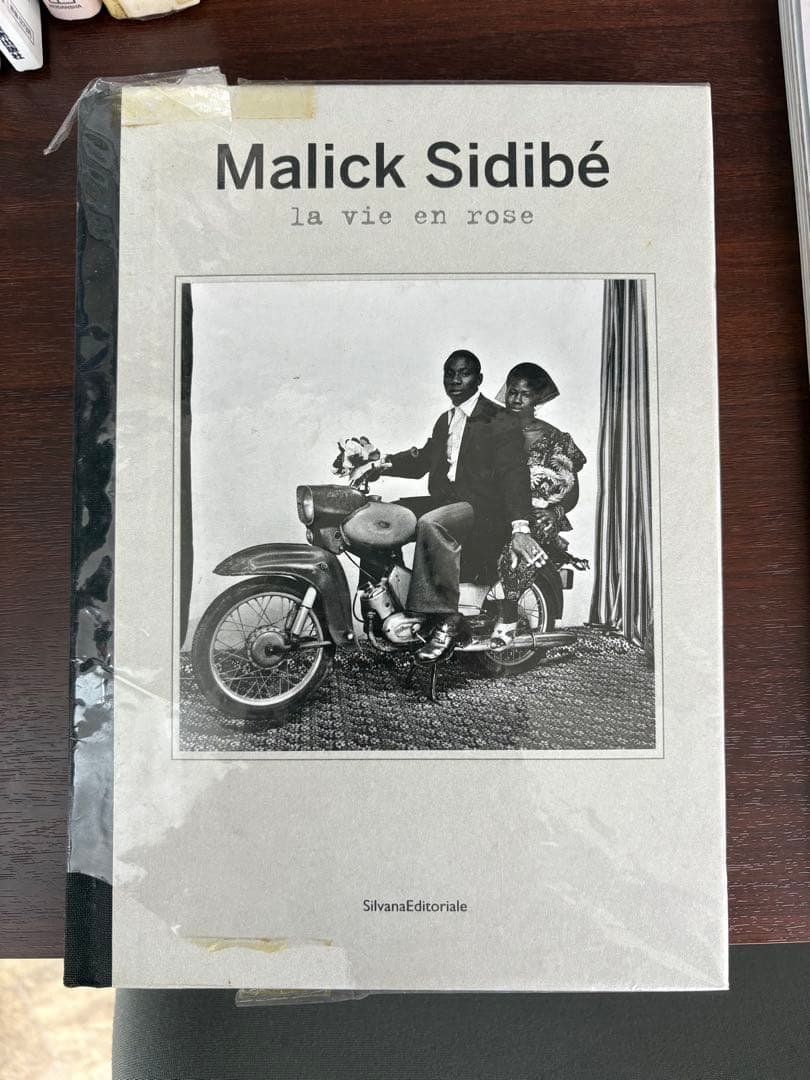 Malick Sidibé
la vie en rose
SilvanaEditoriale